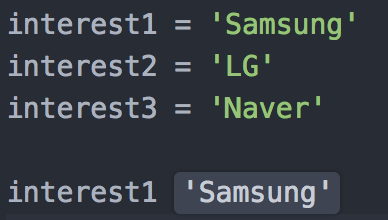 interest1 = 'Samsung'
interest2 = 'LG'
interest3 = 'Naver'
interest1 'Samsung'